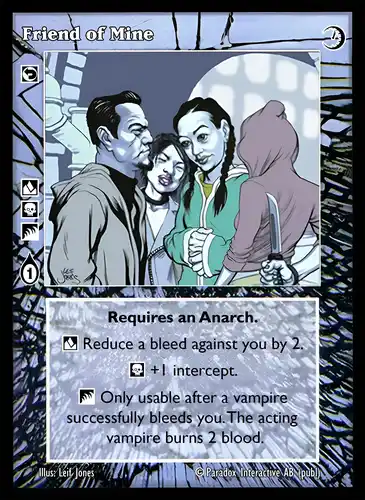 Friend of Mine
1
Requires an Anarch.
Reduce a bleed against you by 2.
+1 intercept.
Only usable after a vampire
successfully bleeds you. The acting
vampire burns 2 blood.
Illus: Leif Jones © Paradox Interactive AB. (publ)